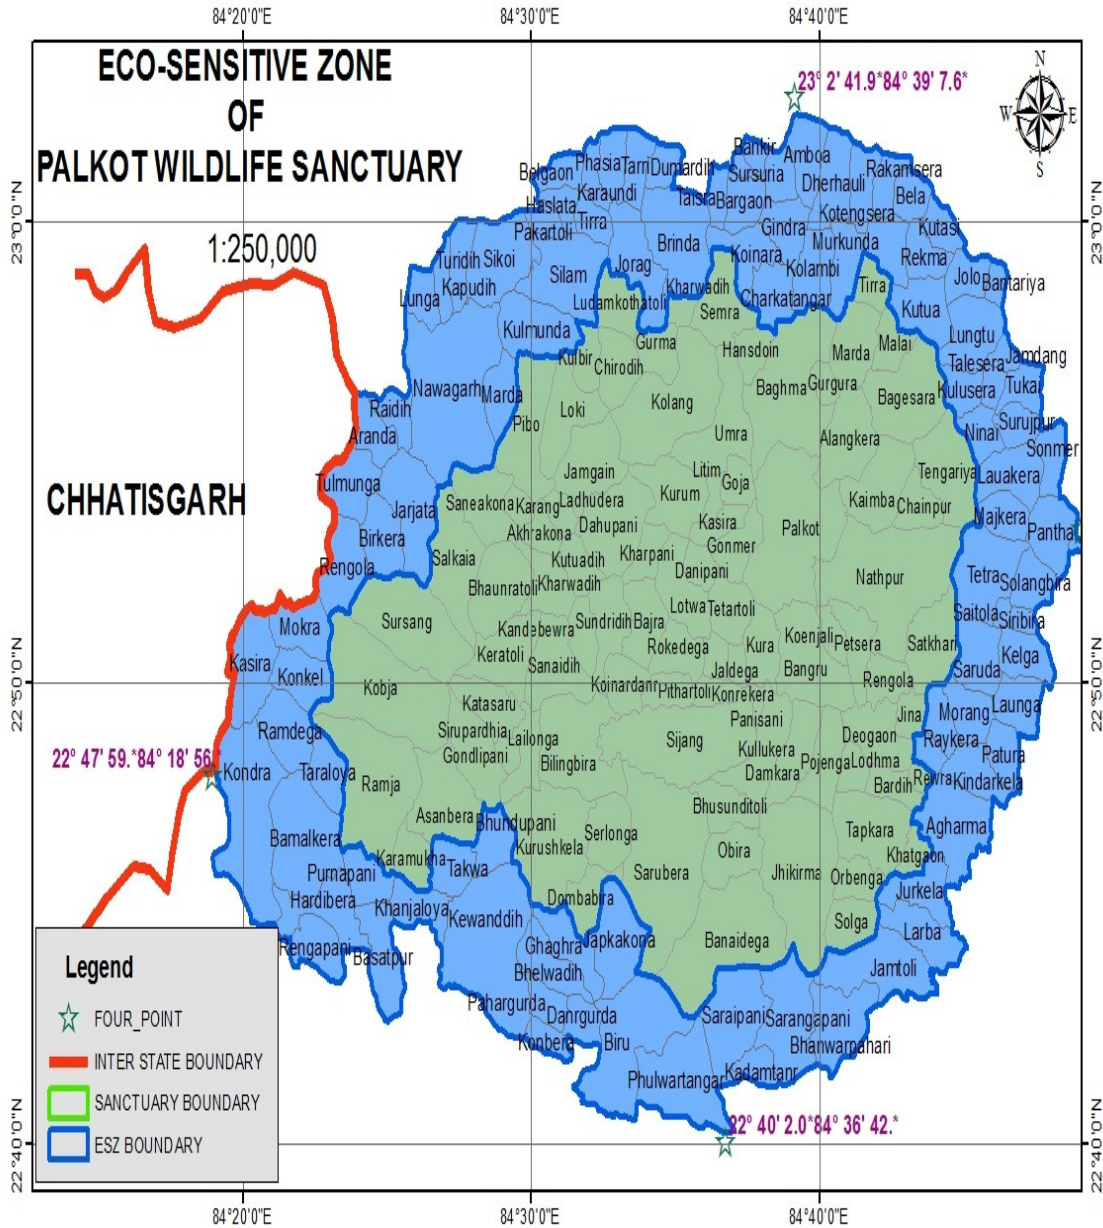 84°20'0"E 84°30'0"E 84°40'0"E
ECO-SENSITIVE ZONE
OF
PALKOT WILDLIFE SANCTUARY
1:250,000
23° 2' 41.9*84° 39' 7.6*
N
W E
S
23°0'0"N 23°0'0"N
22°50'0"N 22°50'0"N
22°40'0"N 22°40'0"N
CHHATISGARH
Bankir
Amboa
Phasia Tarri Dumardih
Belgaon
Sursuria
Rakamsera
Dherhauli
Karaundi
Taisra Bargaon
Bela
Haslata
Kotengsera
Tirra
Pakartoli
Gindra
Kutasi
Brinda
Murkunda
Turidih Sikoi
Koinara
Rekma
Jorag
Kolambi
Silam
Kapudih
Kharwadih
Tirra
Jolo Bantariya
Lunga
Ludamkothatoli
Charkatangar
Semra
Kutua
Kulmunda
Gurma
Hansdoin
Marda
Malai
Lungtu
Kulbir
Chirodih
Talesera
Jamdang
Nawagarh
Marda
Baghma
Gurgura
Kulusera
Tukai
Raidih
Loki
Kolang
Bagesara
Pibo
Surujpur
Aranda
Umra
Alangkera
Ninai
Sonmer
Tulmunga
Jamgain
Litim
Goja
Tengariya
Lauakera
Saneakona
Karang
Ladhudera
Kurum
Kaimba
Chainpur
Jarjata
Dahupani
Kasira
Palkot
Majkera
Birkera
Akhrakona
Gonmer
Pantha
Salkaia
Kutuadih
Kharpani
Rengola
Danipani
Nathpur
Tetra
Solangbira
Bhaunratoli
Kharwadih
Lotwa
Tetartoli
Saitola
Siribira
Mokra
Sursang
Kandebewra
Sundridih
Bajra
Koenjali
Petsera
Satkhari
Kasira
Keratoli
Sanaidih
Rokedega
Kura
Kelga
Konkel
Jaldega
Bangru
Saruda
Kobja
Koinardanr
Pithartoli
Konrekera
Rengola
Katasaru
Panisani
Jina
Morang
Launga
Ramdega
Sirupardhia
Lailonga
Sijang
Kullukera
Deogaon
Raykera
Gondlipani
Bilingbira
Pojenga
Lodhma
Patura
22° 47' 59.*84° 18' 56.*
Kondra
Taraloya
Ramja
Damkara
Bardih
Rewra
Kindarkela
Asanbera
Bhundupani
Bhusunditoli
Serlonga
Tapkara
Agharma
Bamalkera
Kurushkela
Obira
Karamukha
Takwa
Khatgaon
Purnapani
Sarubera
Jhikirma
Orbenga
Hardibera
Dombabira
Jurkela
Khanjaloya
Kewanddih
Solga
Larba
Rengapani
Basatpur
Ghaghra
Japkakona
Banaidega
Bhelwadih
Jamtoli
Pahargurda
Danrgurda
Saraipani
Sarangapani
Konbera
Biru
Bhanwarpahari
Phulwartangar
Kadamtanr
22° 40' 2.0*84° 36' 42.*
Legend
FOUR_POINT
INTER STATE BOUNDARY
SANCTUARY BOUNDARY
ESZ BOUNDARY
84°20'0"E 84°30'0"E 84°40'0"E